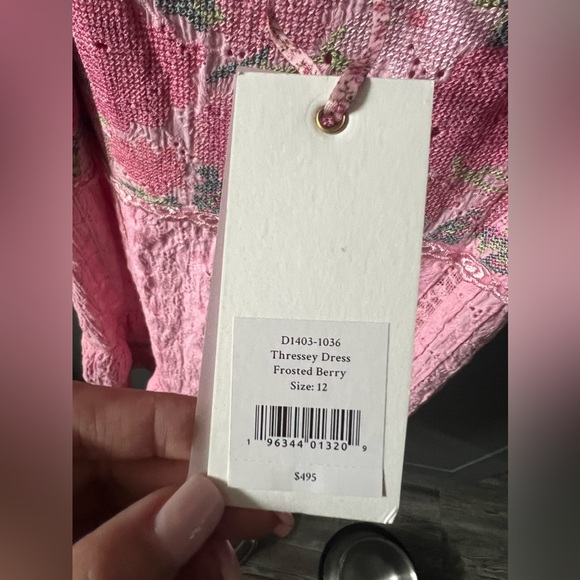 D1403-1036
Thressey Dress
Frosted Berry
Size: 12
1 96344 01320 9
$495